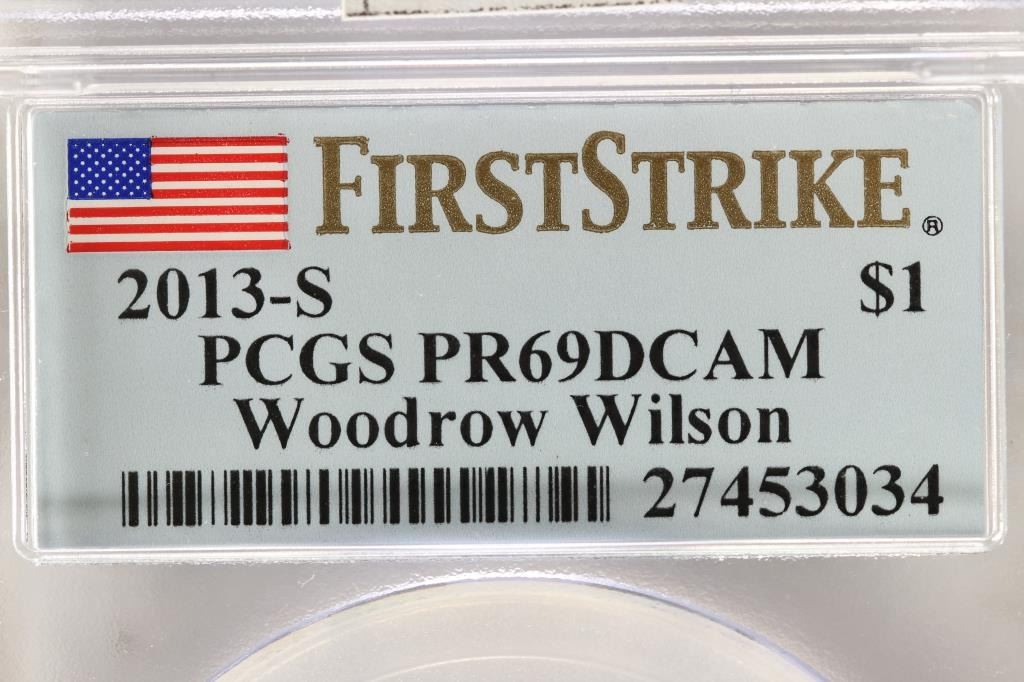 FIRSTSTRIKE®
2013-S $1
PCGS PR69DCAM
Woodrow Wilson
27453034